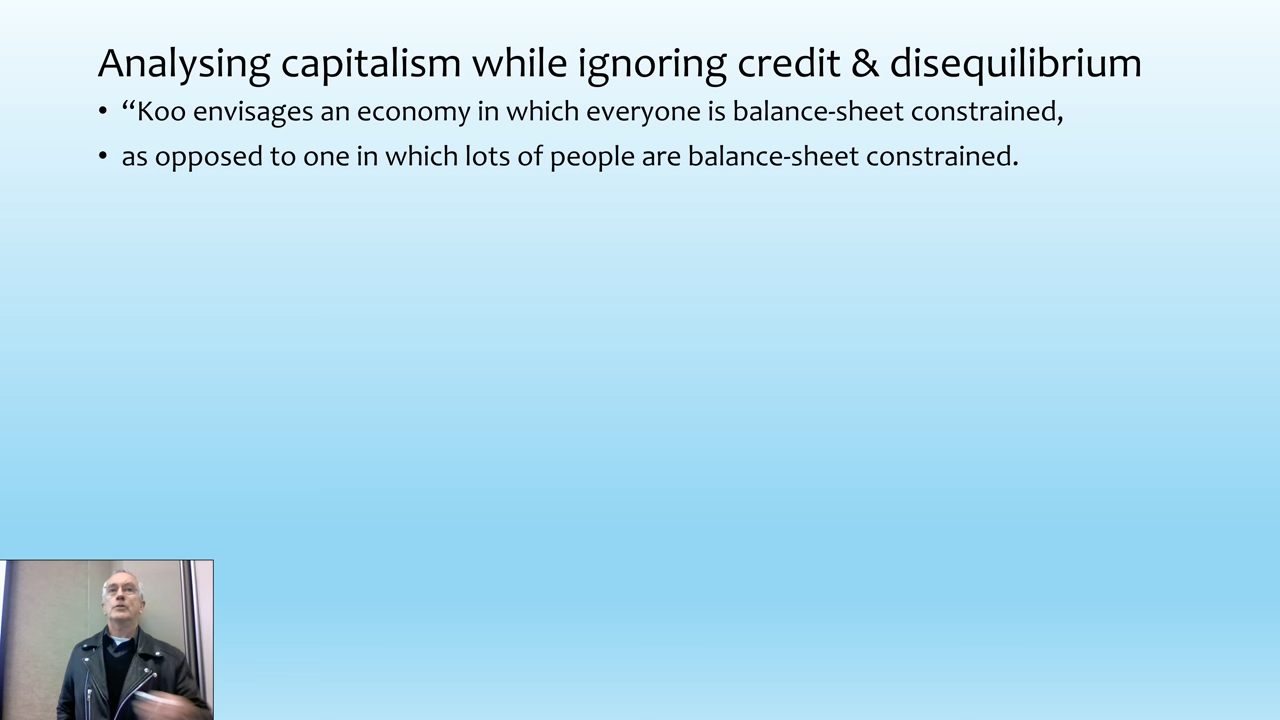 Analysing capitalism while ignoring credit & disequilibrium
• “Koo envisages an economy in which everyone is balance-sheet constrained,
• as opposed to one in which lots of people are balance-sheet constrained.